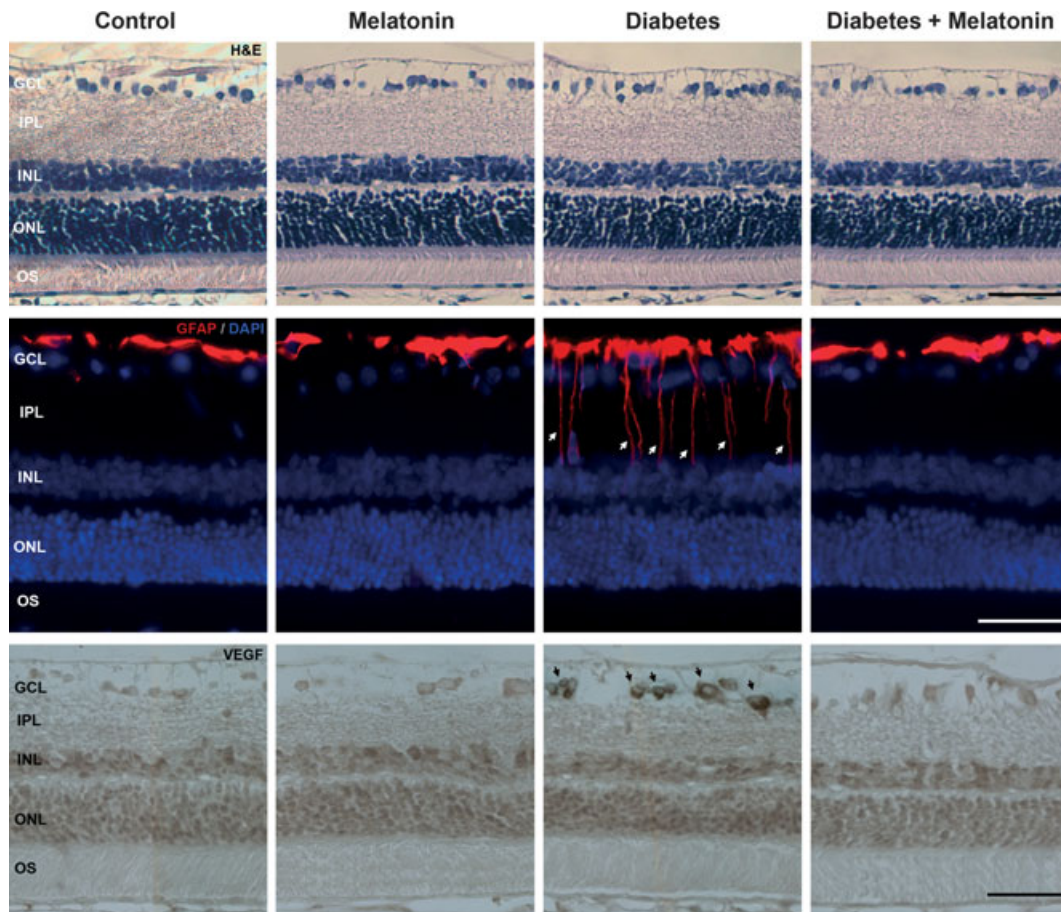 Control Melatonin Diabetes Diabetes + Melatonin
H&E
GCL
IPL
INL
ONL
OS
GFAP / DAPI
GCL
IPL
INL
ONL
OS
VEGF
GCL
IPL
INL
ONL
OS